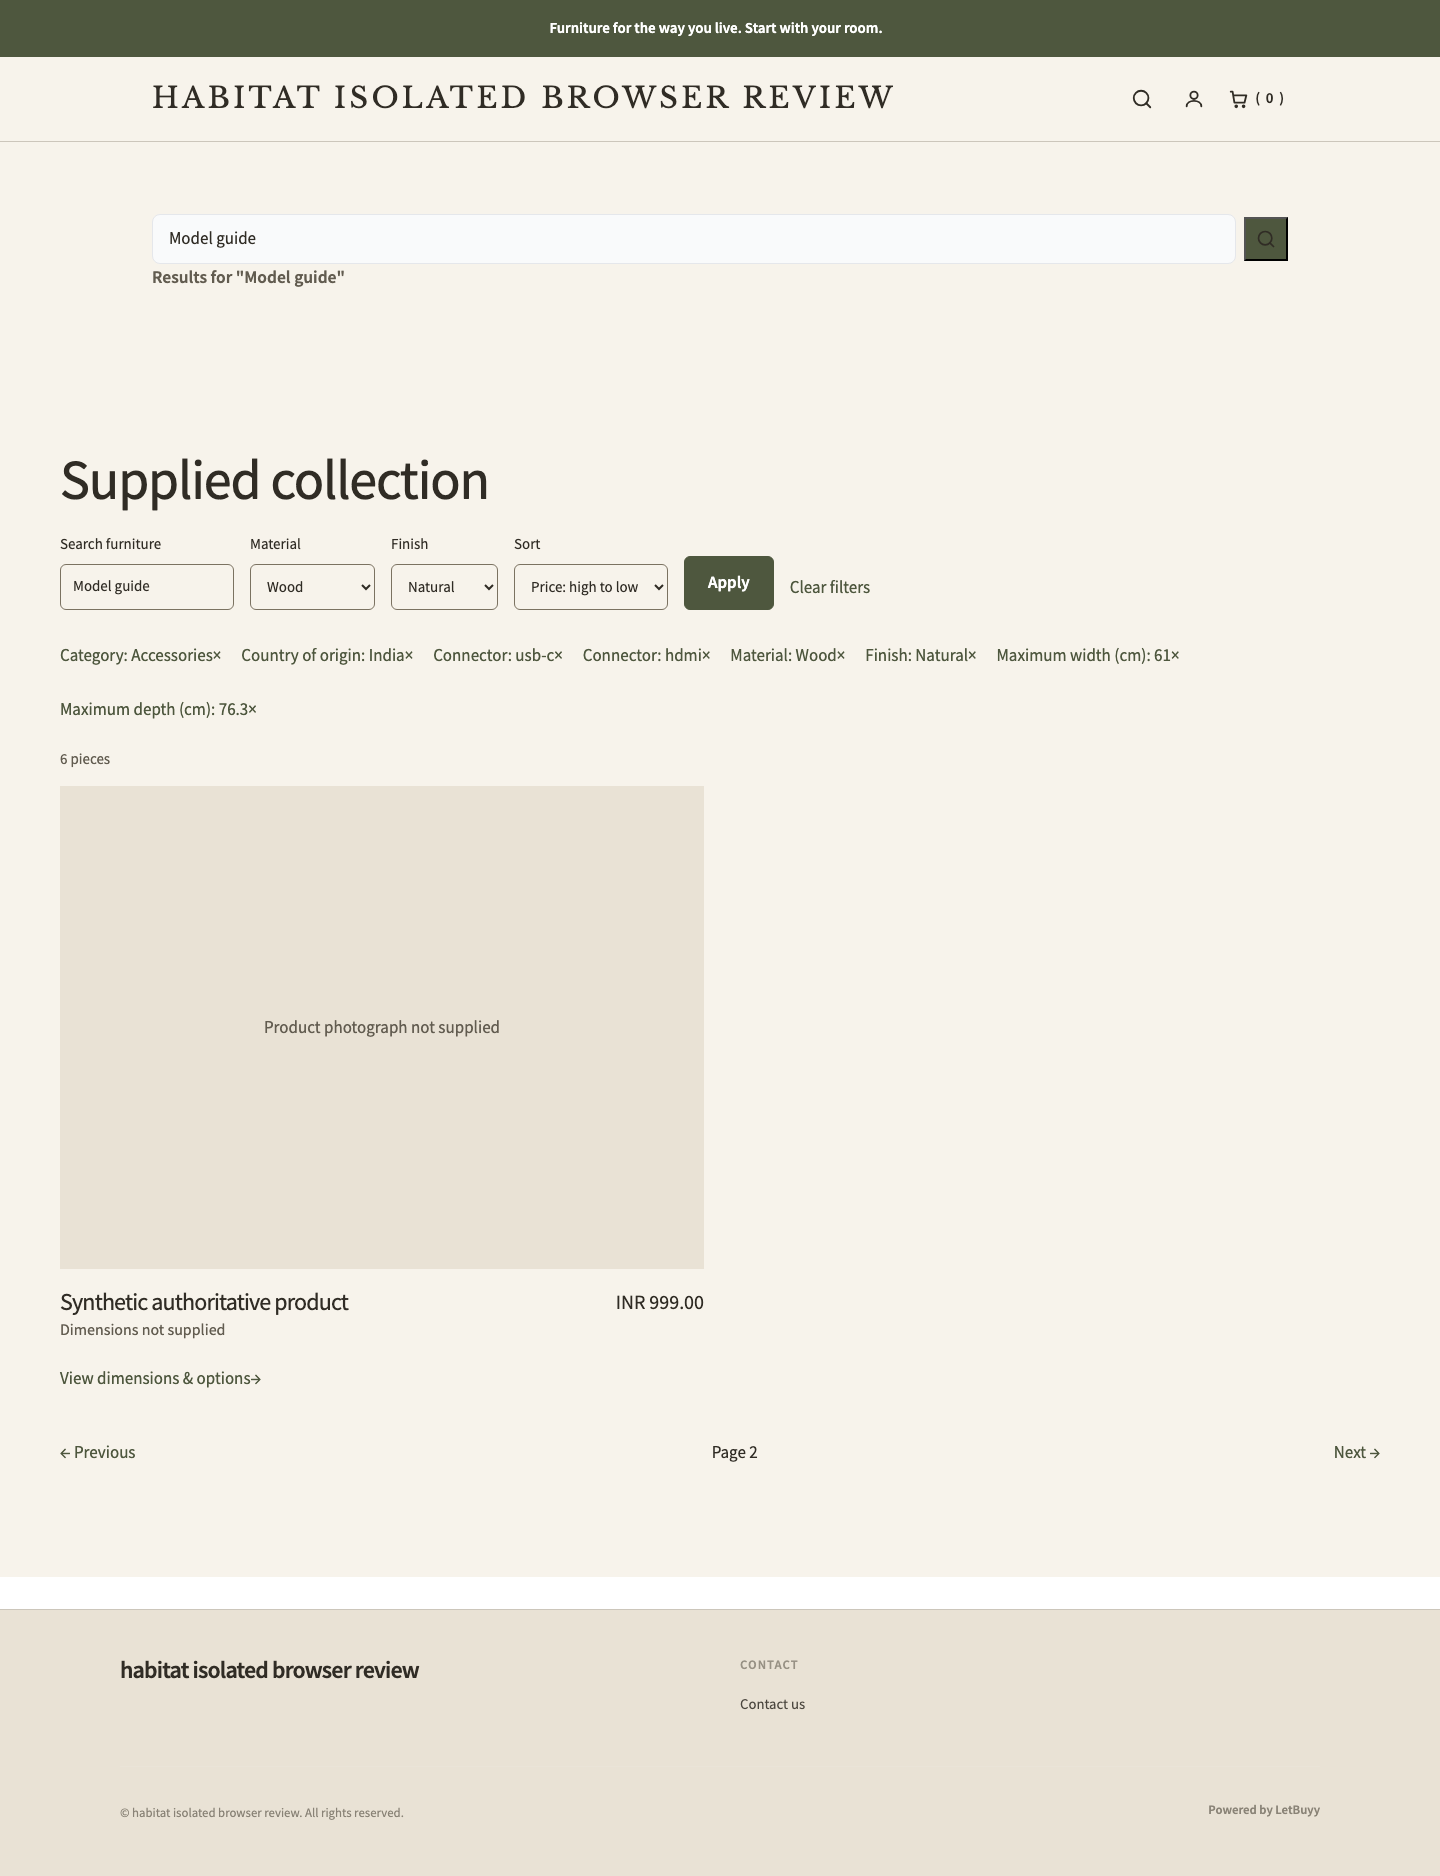 Furniture for the way you live. Start with your room.
HABITAT ISOLATED BROWSER REVIEW
( 0 )
Model guide
Results for "Model guide"
Supplied collection
Search furniture Material Finish Sort
Model guide Wood Natural Price: high to low Apply Clear filters
Category: Accessories× Country of origin: India× Connector: usb-c× Connector: hdmi× Material: Wood× Finish: Natural× Maximum width (cm): 61×
Maximum depth (cm): 76.3×
6 pieces
Product photograph not supplied
Synthetic authoritative product INR 999.00
Dimensions not supplied
View dimensions & options→
← Previous Page 2 Next →
habitat isolated browser review
CONTACT
Contact us
© habitat isolated browser review. All rights reserved.
Powered by LetBuyy